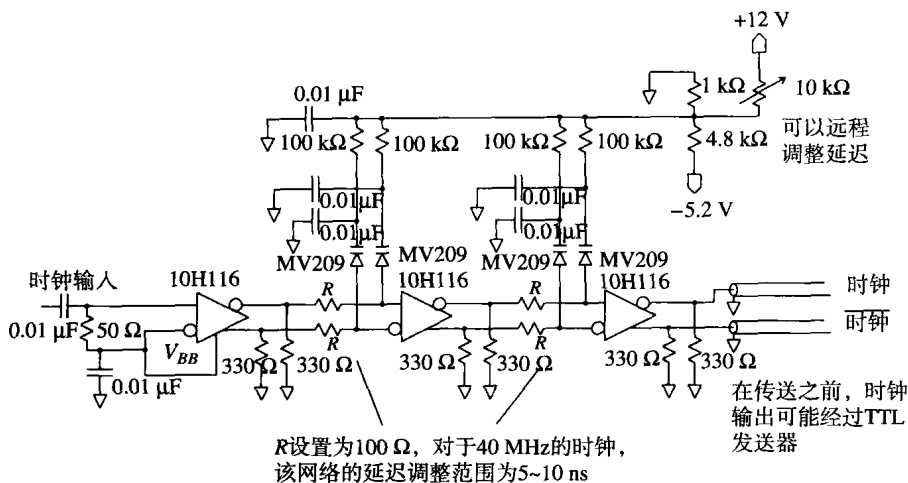 +12 V
0.01 μF
1 kΩ
10 kΩ
100 kΩ
100 kΩ
100 kΩ
100 kΩ
4.8 kΩ
可以远程
调整延迟
0.01μF
0.01μF
0.01μF
0.01μF
−5.2 V
MV209
MV209
MV209
MV209
时钟输入
10H116
10H116
10H116
R
R
时钟
0.01 μF
50 Ω
V_BB
R
R
时钟
330 Ω
330 Ω
330 Ω
330 Ω
330 Ω
330 Ω
0.01 μF
在传送之前，时钟
输出可能经过TTL
发送器
R设置为100 Ω，对于40 MHz的时钟，
该网络的延迟调整范围为5~10 ns